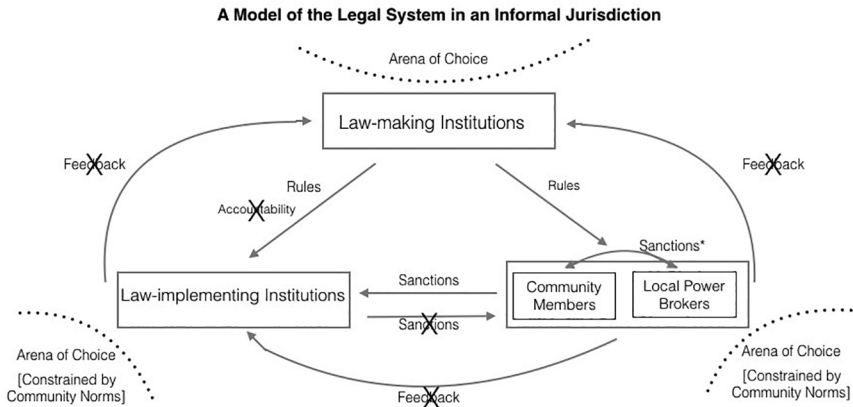 A Model of the Legal System in an Informal Jurisdiction
Arena of Choice
Law-making Institutions
Feedback
Feedback
Rules
Rules
Accountability
Sanctions*
Law-implementing Institutions
Sanctions
Sanctions
Community
Members
Local Power
Brokers
Arena of Choice
[Constrained by
Community Norms]
Arena of Choice
[Constrained by
Community Norms]
Feedback